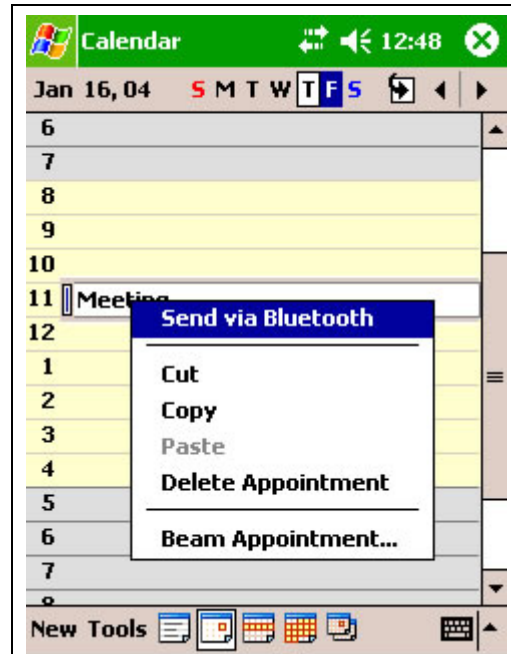 Calendar 12:48
Jan 16, 04 S M T W T F S
6
7
8
9
10
11 Meeting
Send via Bluetooth
12
1
Cut
2
Copy
3
Paste
4
Delete Appointment
5
6
Beam Appointment...
7
8
New Tools